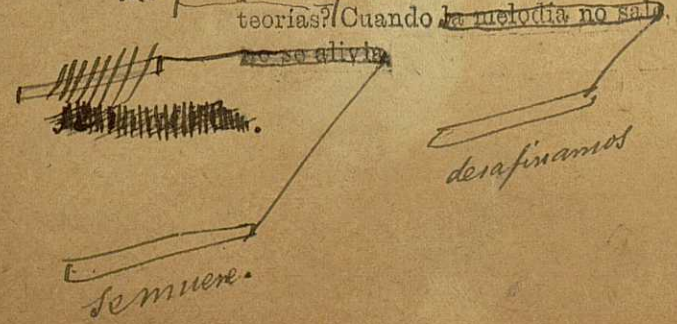 teorías? Cuando la melodía no sale,
no se alivia
desafinamos
se muere.